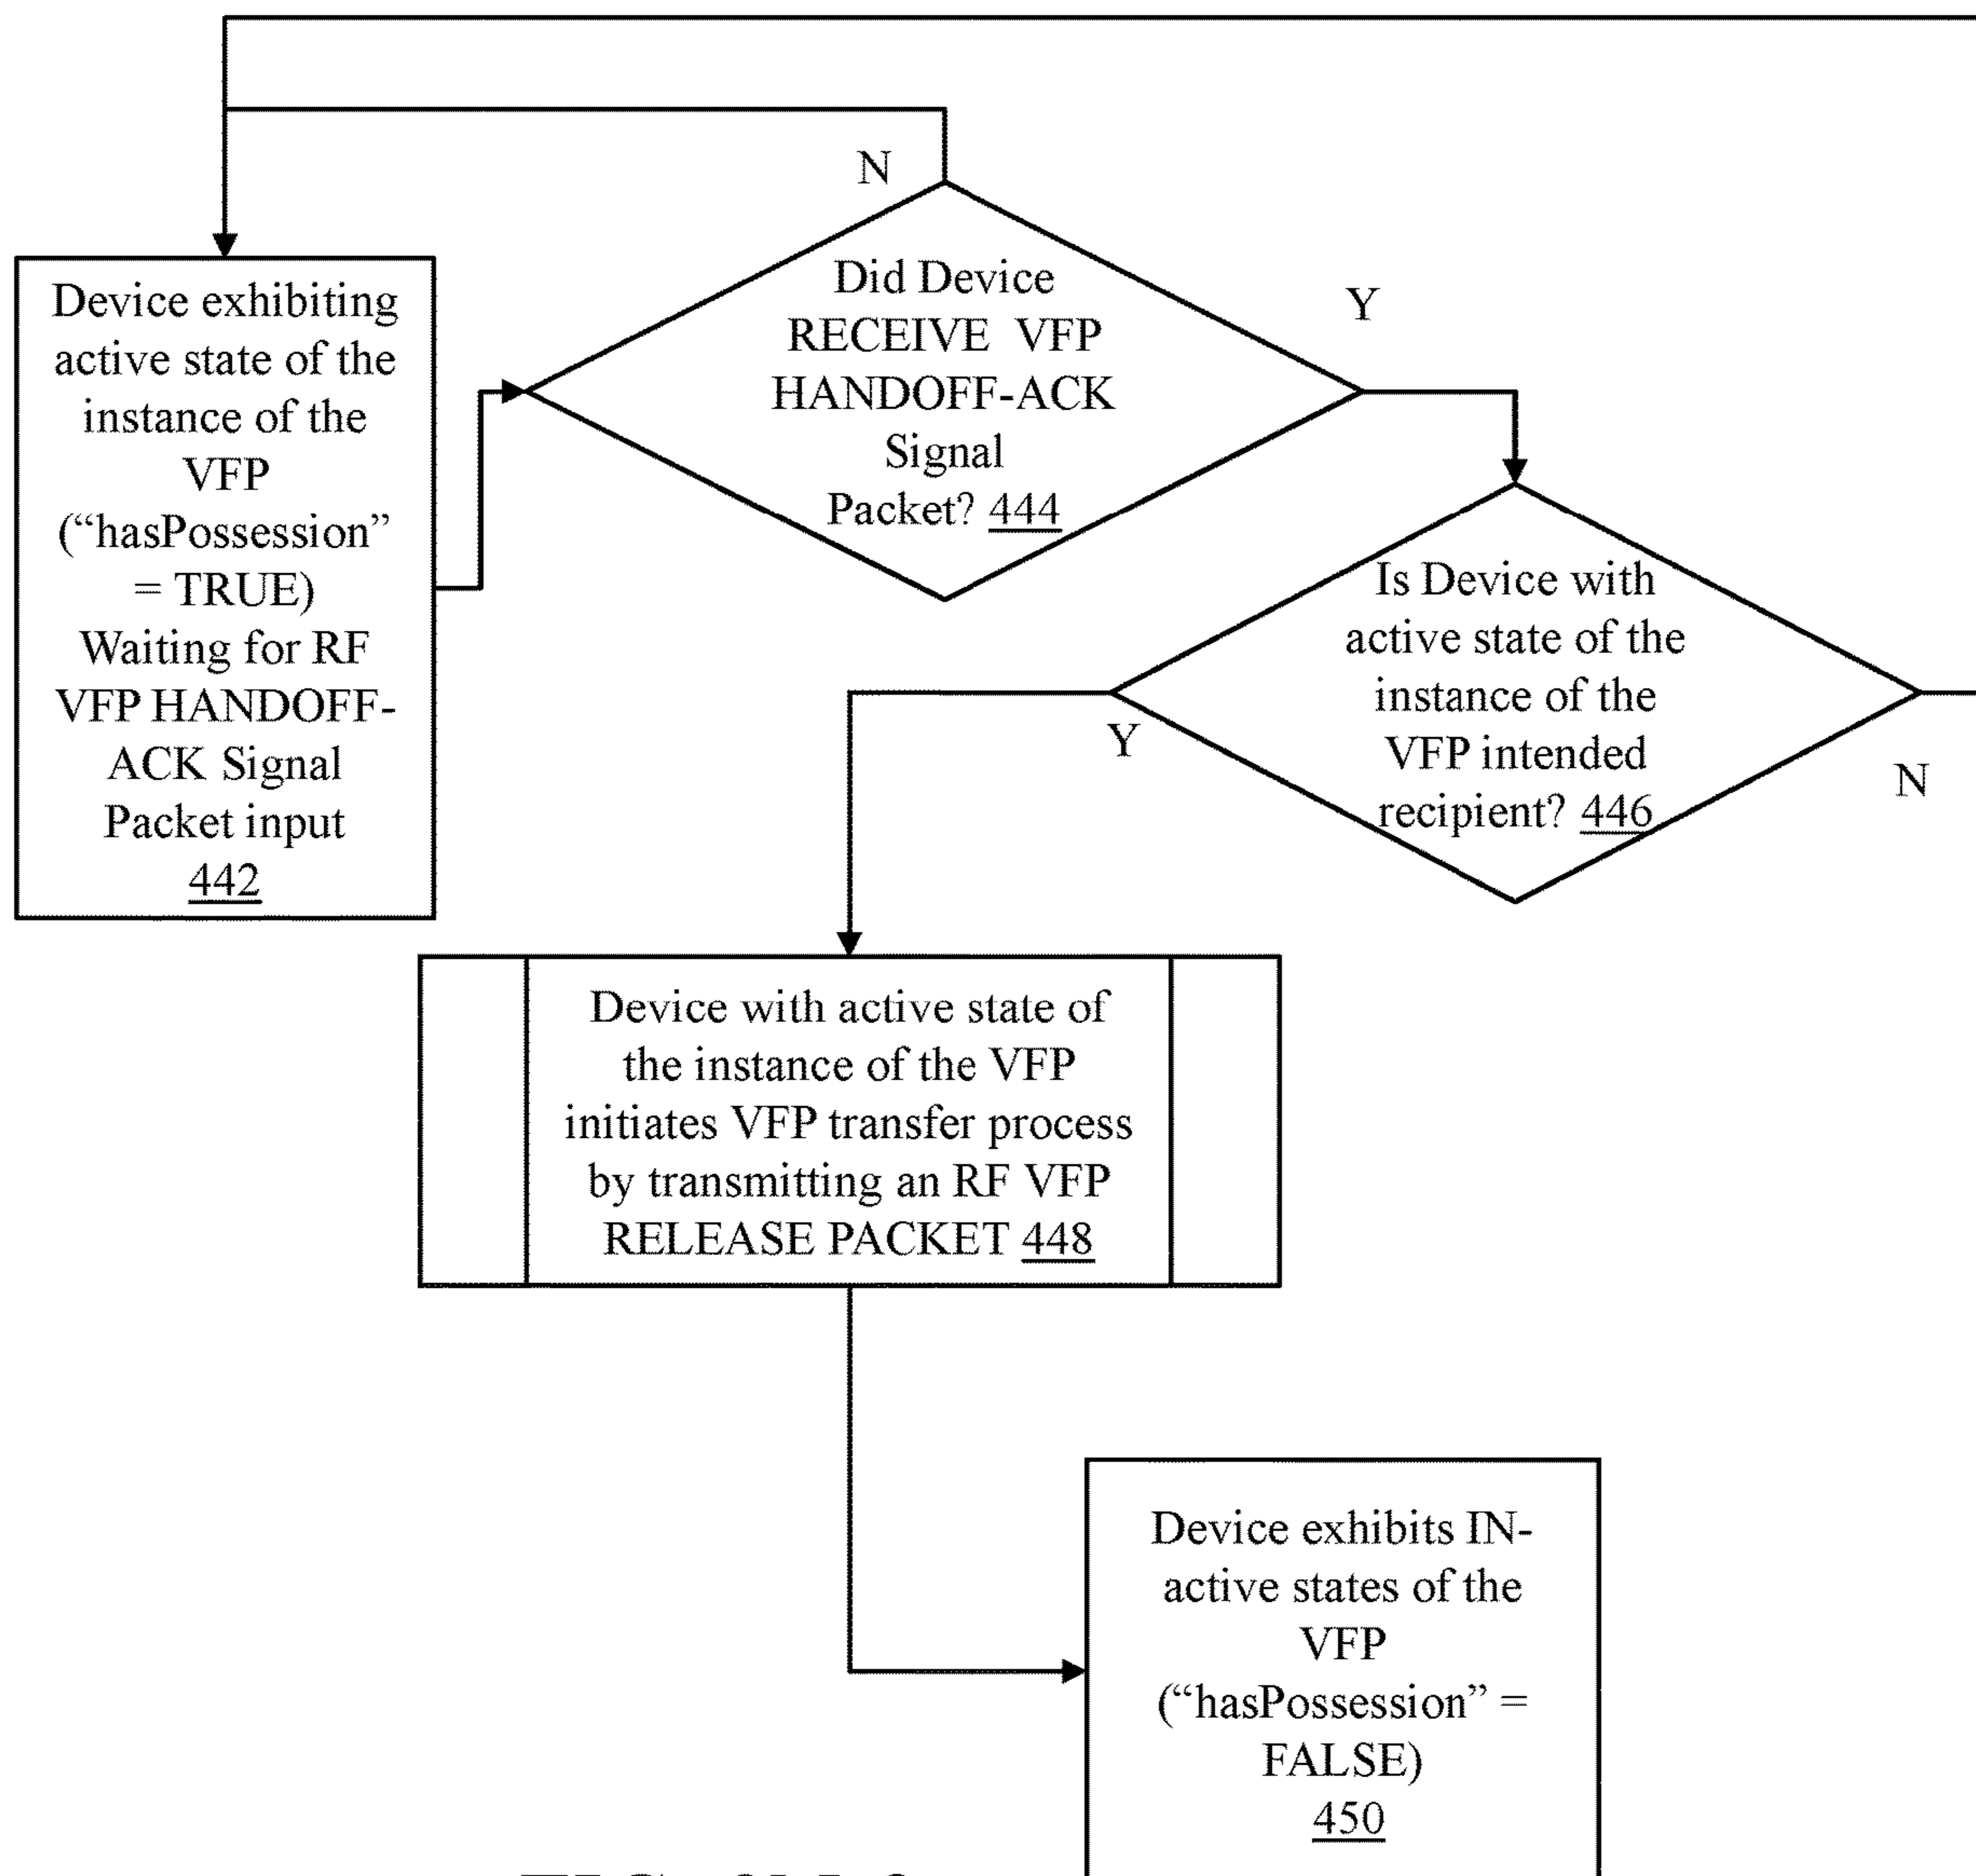 N
Did Device
RECEIVE VFP
HANDOFF-ACK
Signal
Packet? 444
Y
Device exhibiting
active state of the
instance of the
VFP
(“hasPossession”
= TRUE)
Waiting for RF
VFP HANDOFF-
ACK Signal
Packet input
442
Is Device with
active state of the
instance of the
VFP intended
recipient? 446
Y
N
Device with active state of
the instance of the VFP
initiates VFP transfer process
by transmitting an RF VFP
RELEASE PACKET 448
Device exhibits IN-
active states of the
VFP
(“hasPossession” =
FALSE)
450